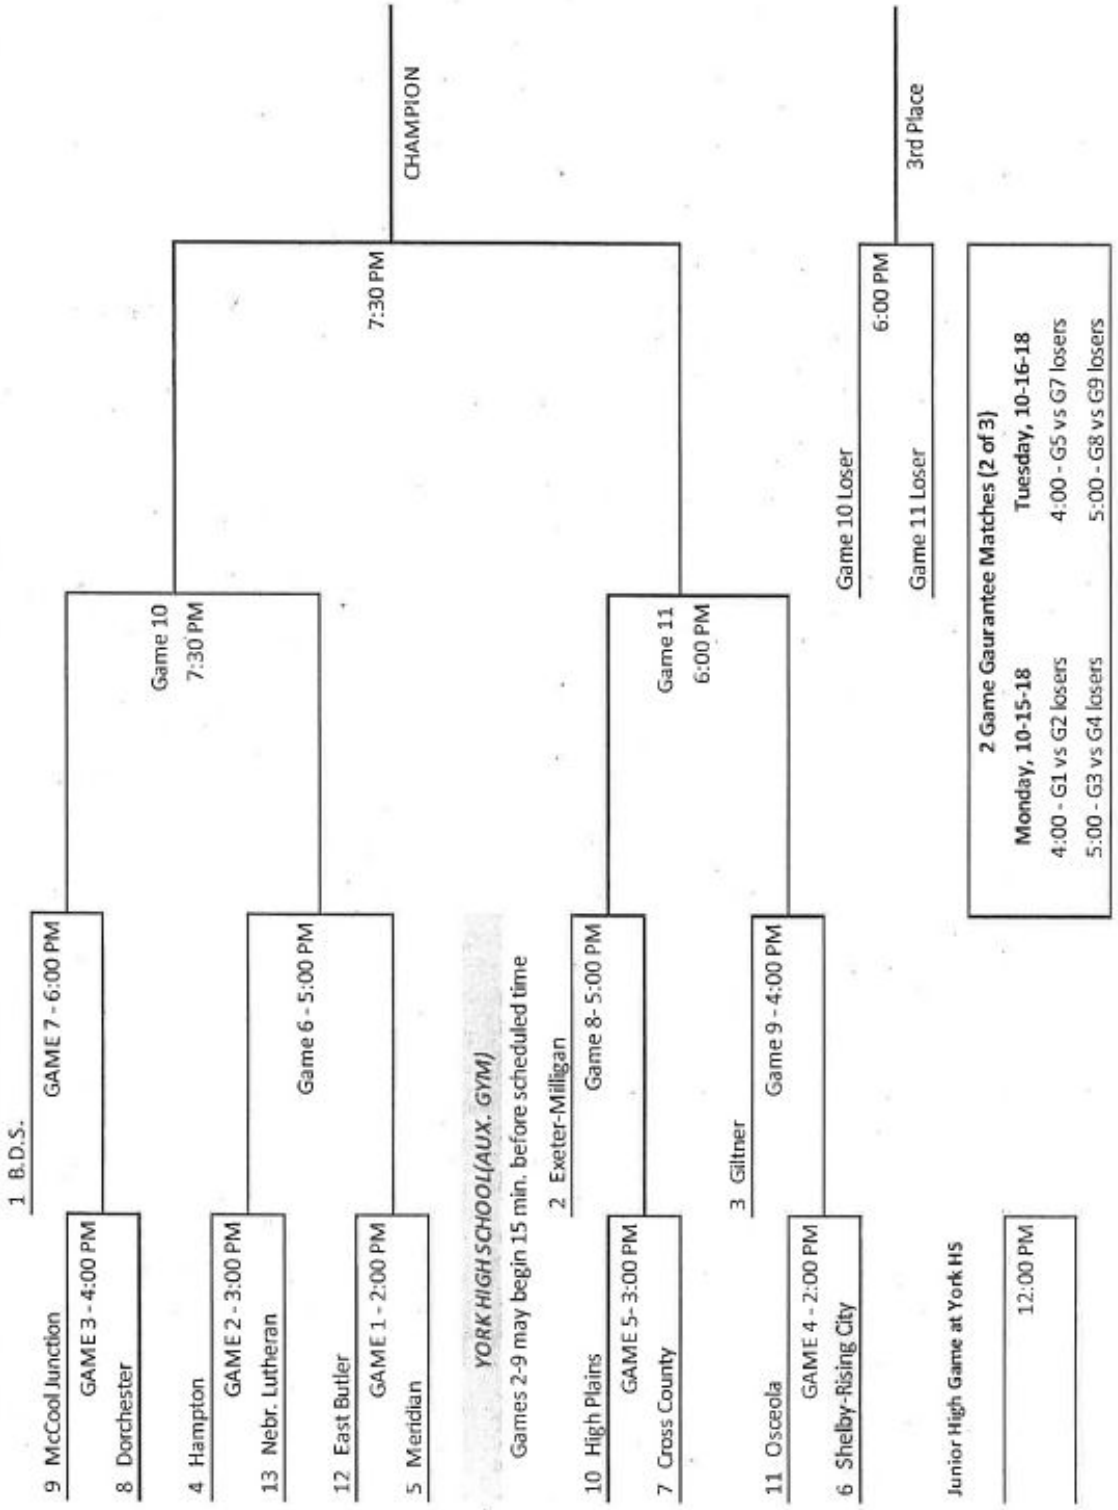 1 B.D.S.
9 McCool Junction
GAME 7 - 6:00 PM
GAME 3 - 4:00 PM
8 Dorchester
Game 10
7:30 PM
4 Hampton
GAME 2 - 3:00 PM
13 Nebr. Lutheran
Game 6 - 5:00 PM
12 East Butler
GAME 1 - 2:00 PM
5 Meridian
7:30 PM
CHAMPION
YORK HIGH SCHOOL(AUX. GYM)
Games 2-9 may begin 15 min. before scheduled time
2 Exeter-Milligan
10 High Plains
Game 8- 5:00 PM
GAME 5- 3:00 PM
7 Cross County
Game 11
6:00 PM
3 Giltner
11 Osceola
Game 9 - 4:00 PM
GAME 4 - 2:00 PM
6 Shelby-Rising City
Game 10 Loser
6:00 PM
3rd Place
Game 11 Loser
Junior High Game at York HS
12:00 PM
2 Game Gaurantee Matches (2 of 3)
Monday, 10-15-18 Tuesday, 10-16-18
4:00 - G1 vs G2 losers 4:00 - G5 vs G7 losers
5:00 - G3 vs G4 losers 5:00 - G8 vs G9 losers